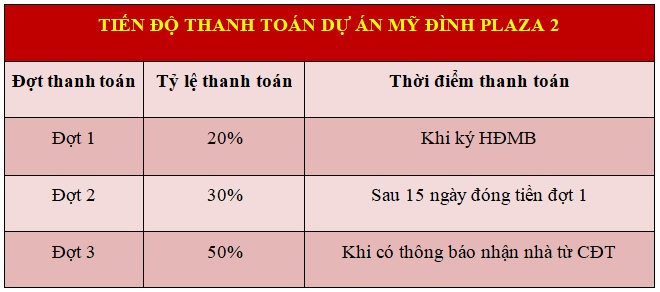 TIẾN ĐỘ THANH TOÁN DỰ ÁN MỸ ĐÌNH PLAZA 2
Đợt thanh toán Tỷ lệ thanh toán Thời điểm thanh toán
Đợt 1 20% Khi ký HĐMB
Đợt 2 30% Sau 15 ngày đóng tiền đợt 1
Đợt 3 50% Khi có thông báo nhận nhà từ CĐT